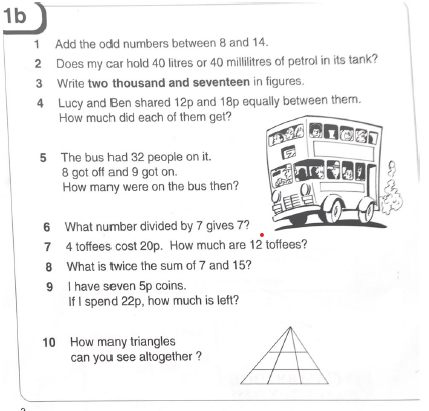 1b
1 Add the odd numbers between 8 and 14.
2 Does my car hold 40 litres or 40 millilitres of petrol in its tank?
3 Write two thousand and seventeen in figures.
4 Lucy and Ben shared 12p and 18p equally between them.
How much did each of them get?
5 The bus had 32 people on it.
8 got off and 9 got on.
How many were on the bus then?
6 What number divided by 7 gives 7?
7 4 toffees cost 20p. How much are 12 toffees?
8 What is twice the sum of 7 and 15?
9 I have seven 5p coins.
If I spend 22p, how much is left?
10 How many triangles
can you see altogether ?